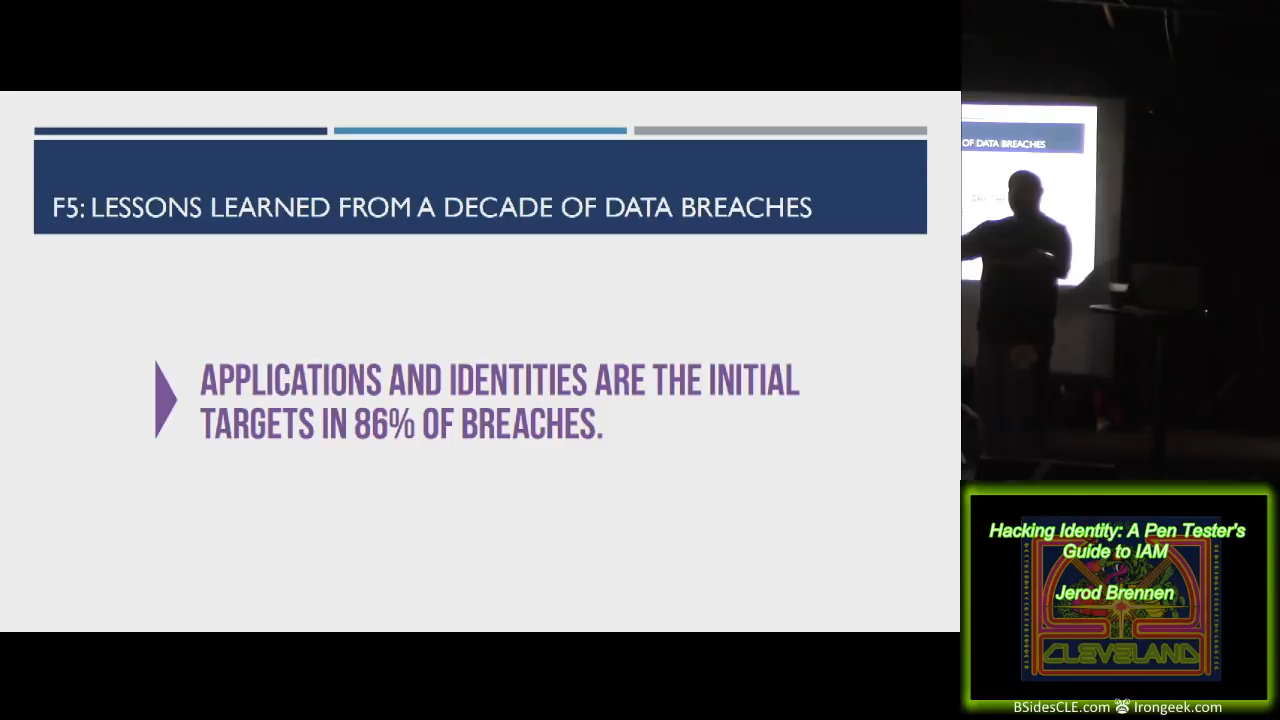 F5: LESSONS LEARNED FROM A DECADE OF DATA BREACHES
APPLICATIONS AND IDENTITIES ARE THE INITIAL
TARGETS IN 86% OF BREACHES.
OF DATA BREACHES
Hacking Identity: A Pen Tester's
Guide to IAM
Jerod Brennen
CLEVELAND
BSidesCLE.com Irongeek.com